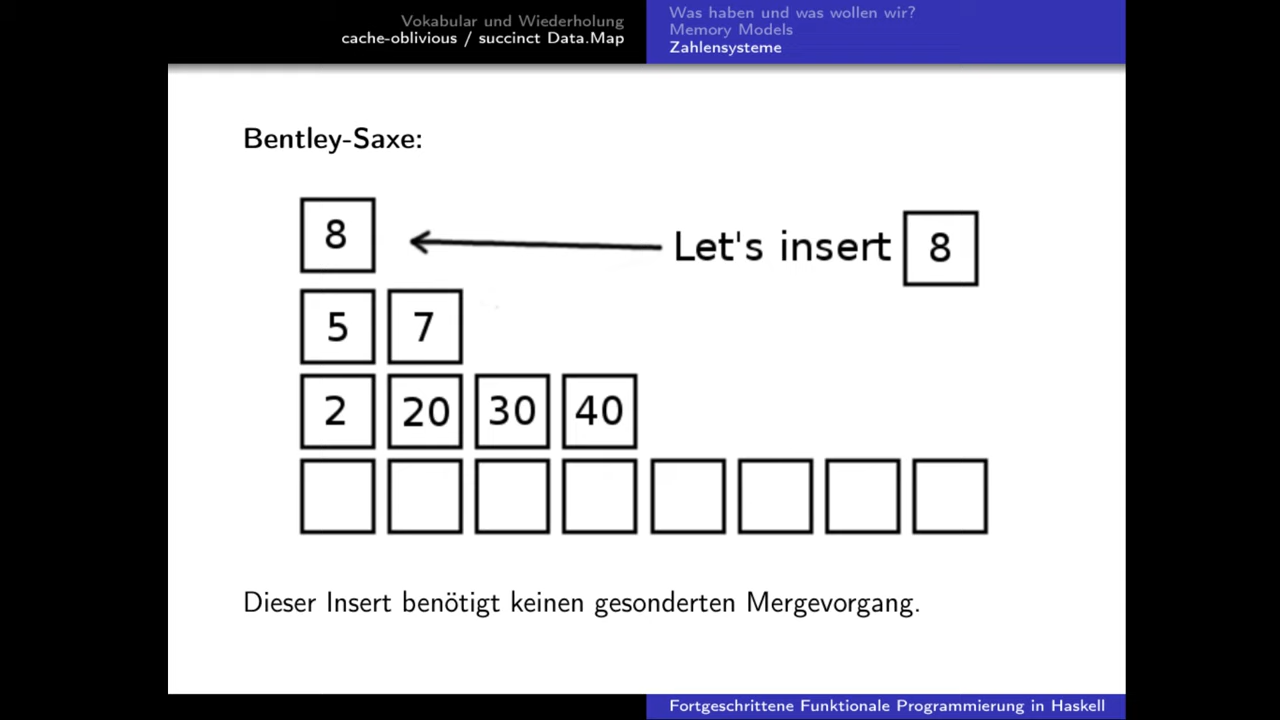 Vokabular und Wiederholung
cache-oblivious / succinct Data.Map
Was haben und was wollen wir?
Memory Models
Zahlensysteme
Bentley-Saxe:
8
Let's insert 8
5 7
2 20 30 40
Dieser Insert benötigt keinen gesonderten Mergevorgang.
Fortgeschrittene Funktionale Programmierung in Haskell